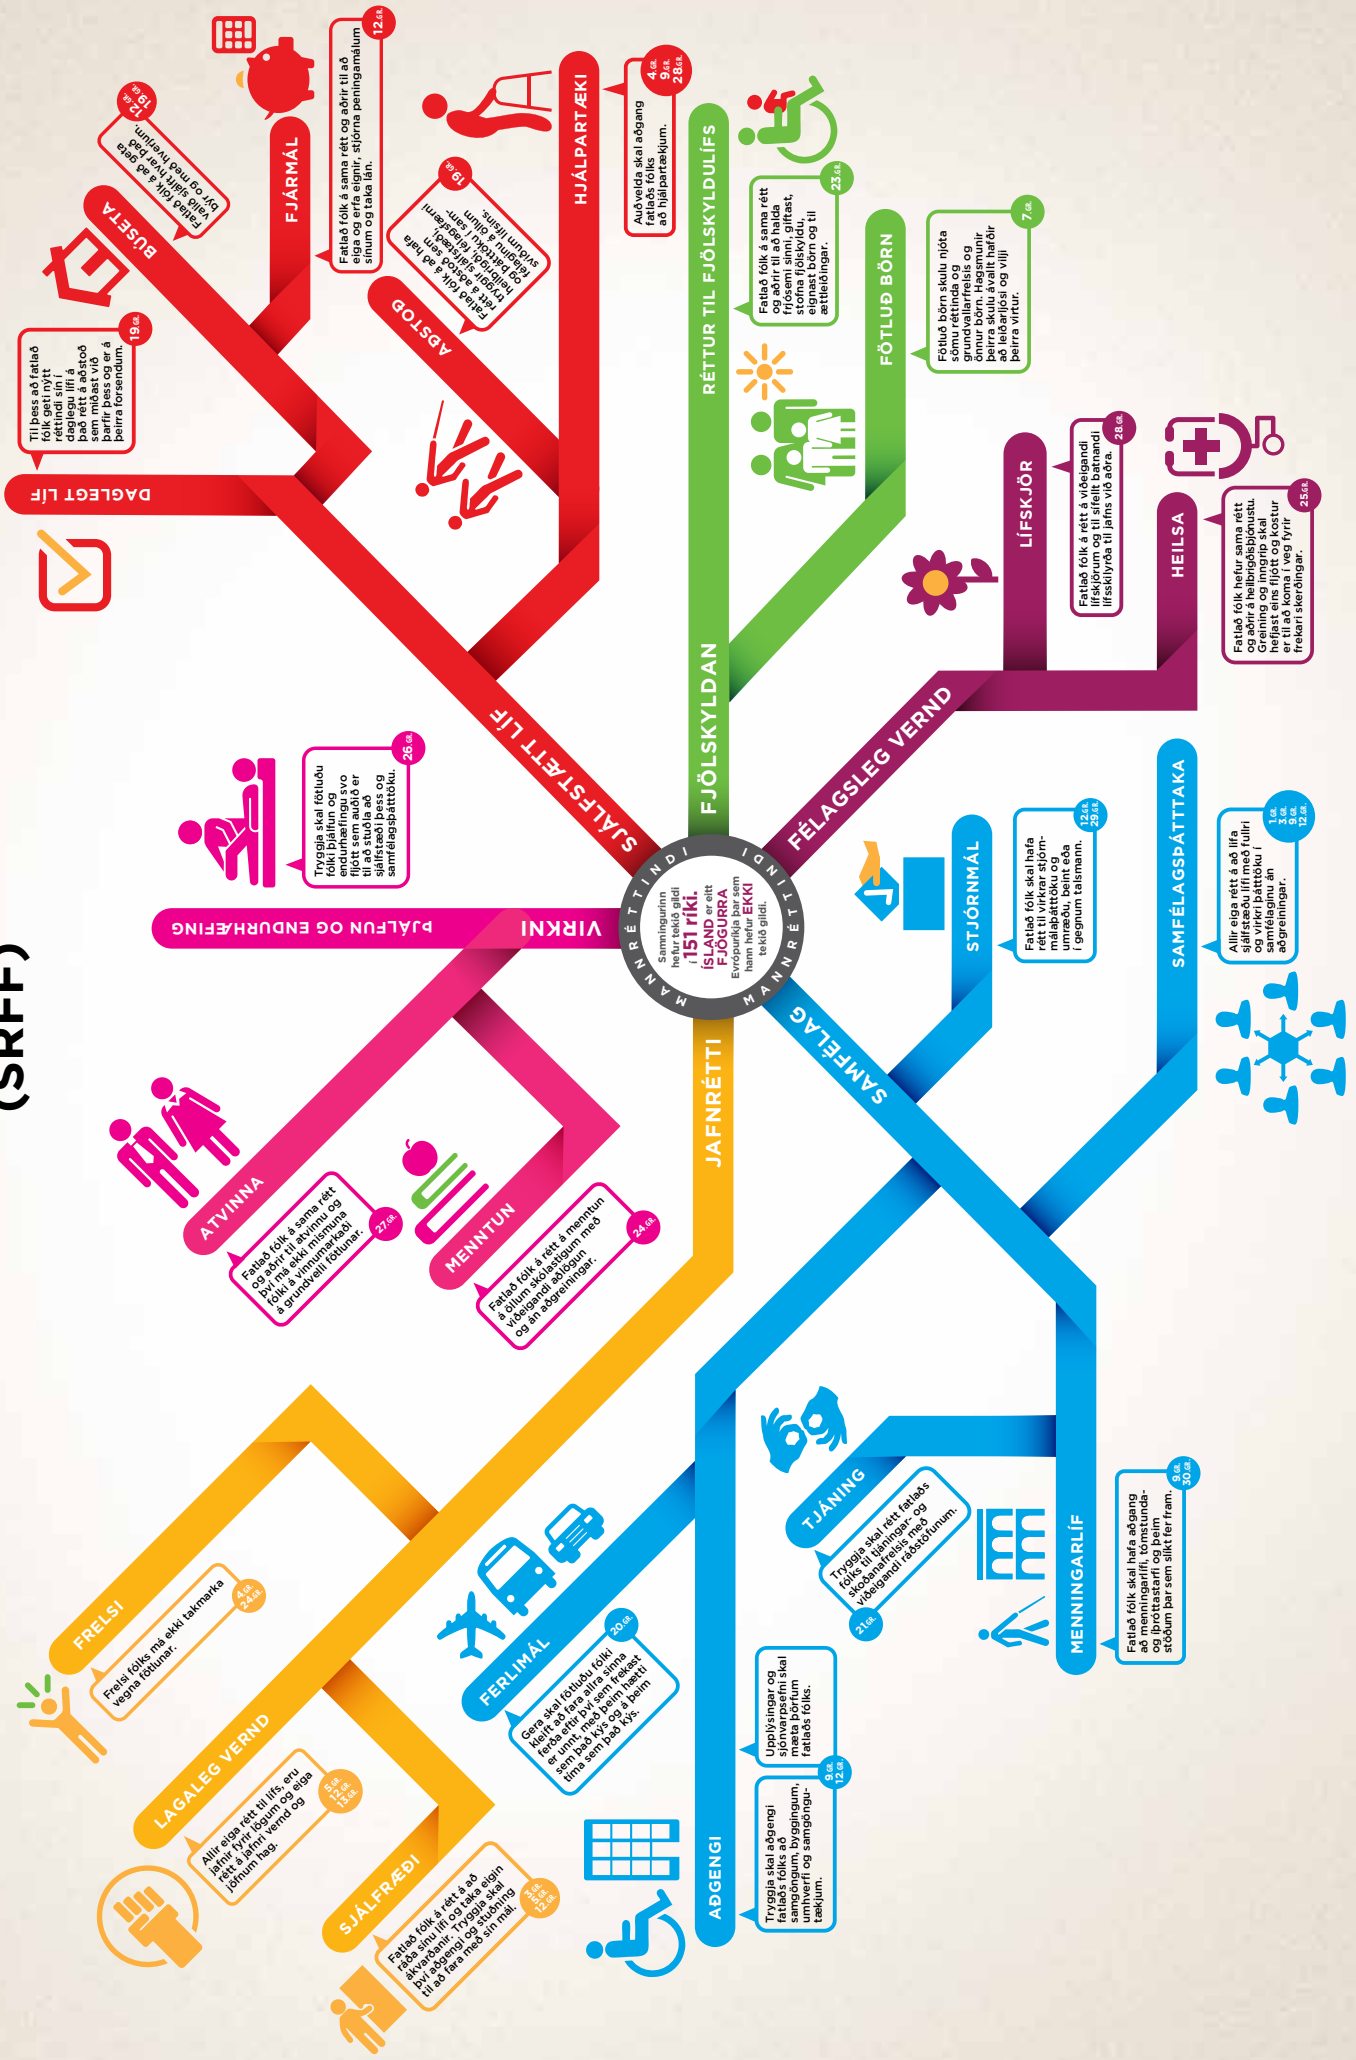 (SRFF)
MANNRÉTTINDI
MANNRÉTTINDI
Samningurinn
hefur tekið gildi
í 151 ríki.
ÍSLAND er eitt
FJÖGURRA
Evrópuríkja þar sem
hann hefur EKKI
tekið gildi.
SJÁLFSTÆTT LÍF
DAGLEGT LÍF
Til þess að fatlað
fólk geti nýtt
réttindi sín í
daglegu lífi á
það rétt á aðstoð
sem miðast við
þarfir þess og er á
þeirra forsendum.
19.GR.
BÚSETA
Fatlað fólk á að geta
valið sjálft hvar það
býr og með hverjum.
12.GR.
19.GR.
FJÁRMÁL
Fatlað fólk á sama rétt og aðrir til að
eiga og erfa eignir, stjórna peningamálum
sínum og taka lán.
12.GR.
AÐSTOÐ
Fatlað fólk á að hafa
rétt á aðstoð sem
tryggir sjálfstæði,
heilbrigði, félagsfærni
og þátttöku í sam-
félaginu á öllum
sviðum lífsins.
19.GR.
HJÁLPARTÆKI
Auðvelda skal aðgang
fatlaðs fólks
að hjálpartækjum.
4.GR.
9.GR.
28.GR.
FJÖLSKYLDAN
RÉTTUR TIL FJÖLSKYLDULÍFS
Fatlað fólk á sama rétt
og aðrir til að halda
frjósemi sinni, giftast,
stofna fjölskyldu,
eignast börn og til
ættleiðingar.
23.GR.
FÖTLUÐ BÖRN
Fötluð börn skulu njóta
sömu réttinda og
grundvallarfrelsis og
önnur börn. Hagsmunir
þeirra skulu ávalt hafðir
að leiðarljósi og vilji
þeirra virtur.
7.GR.
FÉLAGSLEG VERND
LÍFSKJÖR
Fatlað fólk á rétt á viðeigandi
lífskjörum og til sífellt batnandi
lífsskilyrða til jafns við aðra.
28.GR.
HEILSA
Fatlað fólk hefur sama rétt
og aðrir á heilbrigðisþjónustu.
Greining og inngrip skal
hefjast eins fljótt og kostur
er til að koma í veg fyrir
frekari skerðingar.
25.GR.
VIRKNI
ÞJÁLFUN OG ENDURHÆFING
Tryggja skal fötluðu
fólki þjálfun og
endurhæfingu svo
fljótt sem auðið er
til að stuðla að
sjálfstæði þess og
samfélagsþátttöku.
26.GR.
ATVINNA
Fatlað fólk á sama rétt
og aðrir til atvinnu og
því má ekki mismuna
fólki á vinnumarkaði
á grundvelli fötlunar.
27.GR.
MENNTUN
Fatlað fólk á rétt á menntun
á öllum skólastigum með
viðeigandi aðlögun
og án aðgreiningar.
24.GR.
SAMFÉLAG
STJÓRNMÁL
Fatlað fólk skal hafa
rétt til virkrar stjórn-
málaþátttöku og
umræðu, beint eða
í gegnum talsmann.
12.GR.
29.GR.
SAMFÉLAGSÞÁTTTAKA
Allir eiga rétt á að lifa
sjálfstæðu lífi með fullri
og virkri þátttöku í
samfélaginu án
aðgreiningar.
1.GR.
3.GR.
9.GR.
12.GR.
MENNINGARLÍF
Fatlað fólk skal hafa aðgang
að menningarlífi, tómstunda-
og íþróttastarfi og þeim
stöðum þar sem slíkt fer fram.
9.GR.
30.GR.
TJÁNING
Tryggja skal rétt fatlaðs
fólks til tjáningar- og
skoðanafrelsis með
viðeigandi ráðstöfunum.
21.GR.
AÐGENGI
Tryggja skal aðgengi
fatlaðs fólks að
samgöngum, byggingum,
umhverfi og samgöngu-
tækjum.
Upplýsingar og
sjónvarpsefni skal
mæta þörfum
fatlaðs fólks.
9.GR.
12.GR.
FERLIMÁL
Gera skal fötluðu fólki
kleift að fara allra sinna
ferða eftir því sem frekast
er unnt, með þeim hætti
sem það kýs og á þeim
tíma sem það kýs.
20.GR.
JAFNRÉTTI
FRELSI
Frelsi fólks má ekki takmarka
vegna fötlunar.
4.GR.
24.GR.
LAGALEG VERND
Allir eiga rétt til lífs, eru
jafnir fyrir lögum og eiga
rétt á jafnri vernd og
jöfnum hag.
5.GR.
12.GR.
13.GR.
SJÁLFRÆÐI
Fatlað fólk á rétt á að
ráða sínu lífi og taka eigin
ákvarðanir. Tryggja skal
því aðgengi og stuðning
til að fara með sín mál.
3.GR.
5.GR.
12.GR.